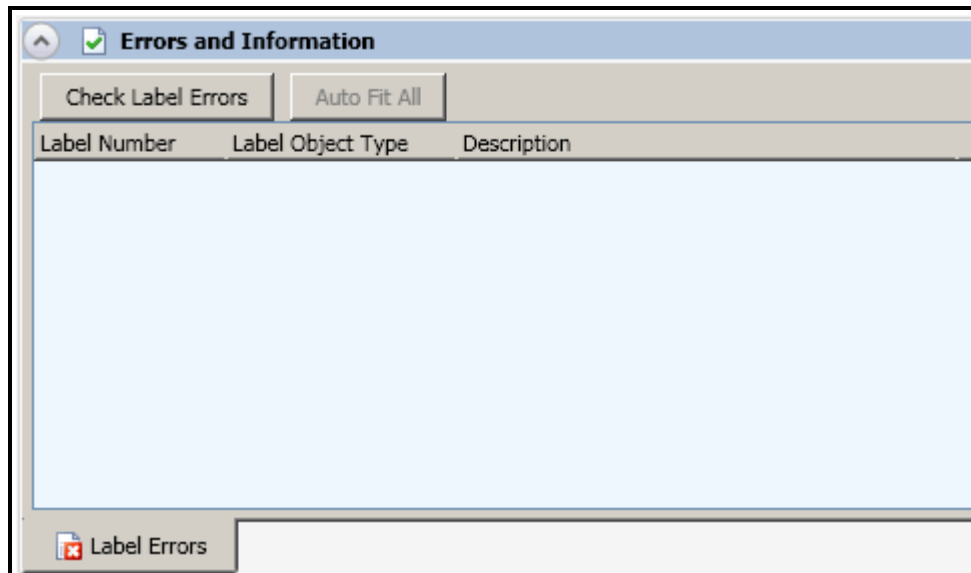 Errors and Information
Check Label Errors Auto Fit All
Label Number Label Object Type Description
Label Errors